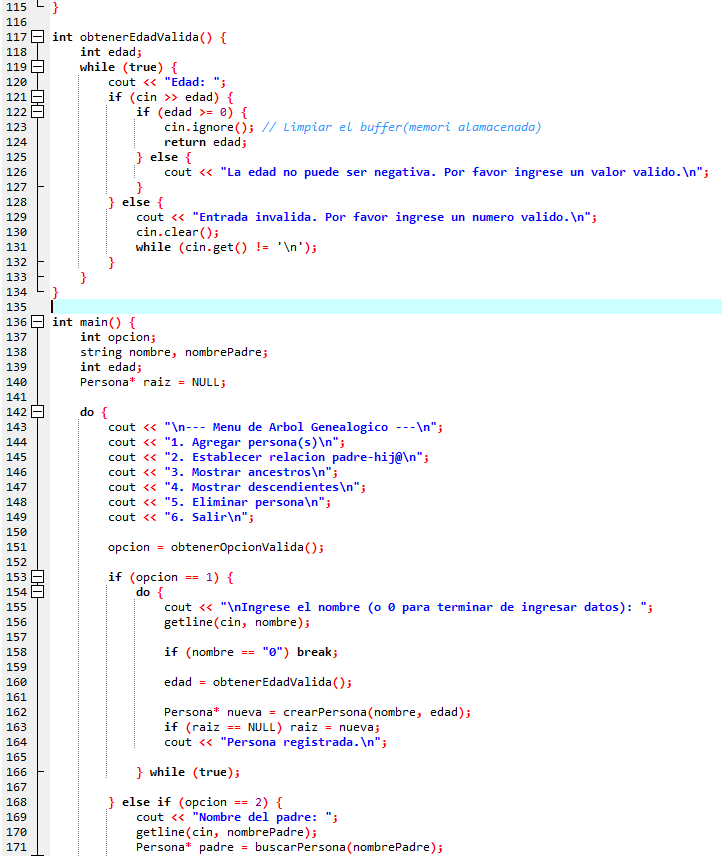 115 }
116
117 int obtenerEdadValida() {
118     int edad;
119     while (true) {
120         cout << "Edad: ";
121         if (cin >> edad) {
122             if (edad >= 0) {
123                 cin.ignore(); // Limpiar el buffer(memori alamacenada)
124                 return edad;
125             } else {
126                 cout << "La edad no puede ser negativa. Por favor ingrese un valor valido.\n";
127             }
128         } else {
129             cout << "Entrada invalida. Por favor ingrese un numero valido.\n";
130             cin.clear();
131             while (cin.get() != '\n');
132         }
133     }
134 }
135
136 int main() {
137     int opcion;
138     string nombre, nombrePadre;
139     int edad;
140     Persona* raiz = NULL;
141
142     do {
143         cout << "\n--- Menu de Arbol Genealogico ---\n";
144         cout << "1. Agregar persona(s)\n";
145         cout << "2. Establecer relacion padre-hij@\n";
146         cout << "3. Mostrar ancestros\n";
147         cout << "4. Mostrar descendientes\n";
148         cout << "5. Eliminar persona\n";
149         cout << "6. Salir\n";
150
151         opcion = obtenerOpcionValida();
152
153         if (opcion == 1) {
154             do {
155                 cout << "\nIngrese el nombre (o 0 para terminar de ingresar datos): ";
156                 getline(cin, nombre);
157
158                 if (nombre == "0") break;
159
160                 edad = obtenerEdadValida();
161
162                 Persona* nueva = crearPersona(nombre, edad);
163                 if (raiz == NULL) raiz = nueva;
164                 cout << "Persona registrada.\n";
165
166             } while (true);
167
168         } else if (opcion == 2) {
169             cout << "Nombre del padre: ";
170             getline(cin, nombrePadre);
171             Persona* padre = buscarPersona(nombrePadre);